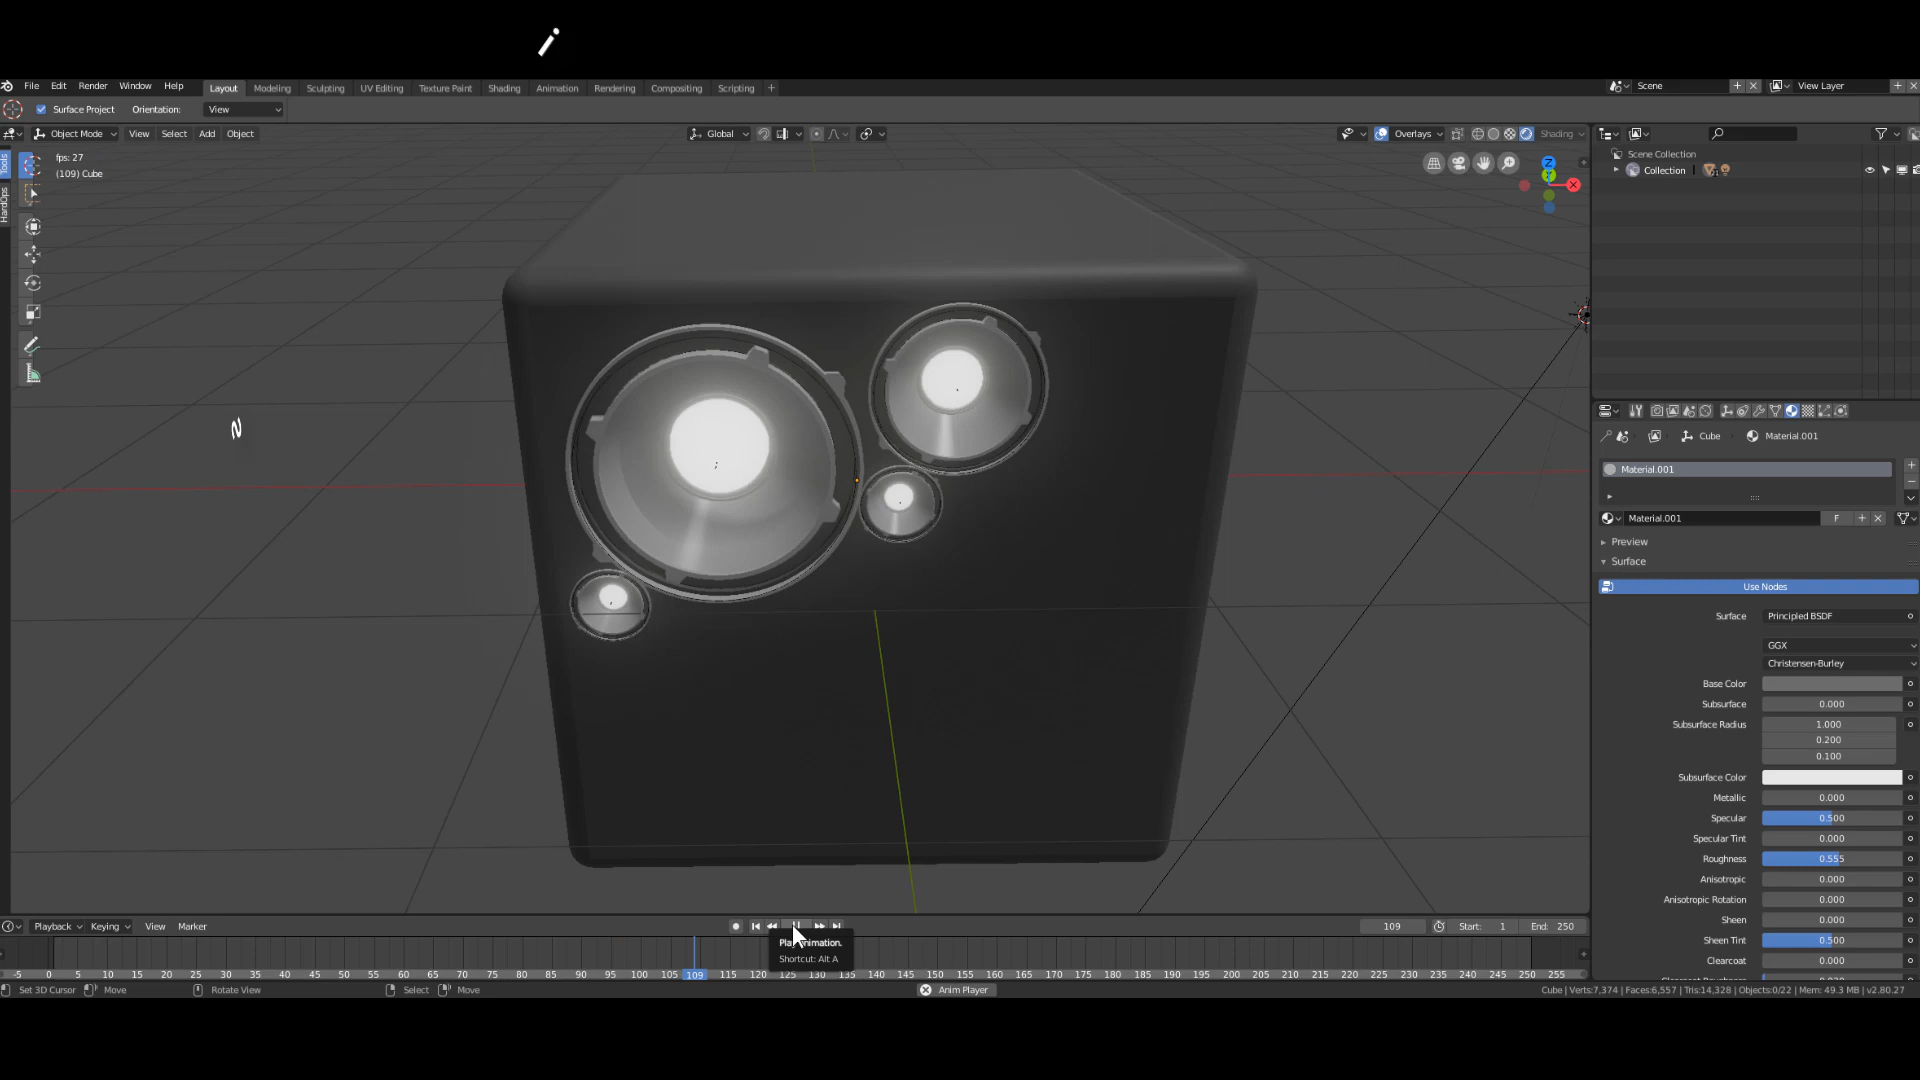 i
File Edit Render Window Help Layout Modeling Sculpting UV Editing Texture Paint Shading Animation Rendering Compositing Scripting + Scene View Layer
Surface Project Orientation: View
Object Mode View Select Add Object Global Overlays Shading
Tools
HardOps
fps: 27
(109) Cube
Z
Y
X
Scene Collection
Collection
N
Cube Material.001
Material.001
Material.001 F
Preview
Surface
Use Nodes
Surface Principled BSDF
GGX
Christensen-Burley
Base Color
Subsurface 0.000
Subsurface Radius 1.000
0.200
0.100
Subsurface Color
Metallic 0.000
Specular 0.500
Specular Tint 0.000
Roughness 0.555
Anisotropic 0.000
Anisotropic Rotation 0.000
Sheen 0.000
Sheen Tint 0.500
Clearcoat 0.000
Playback Keying View Marker 109 Start: 1 End: 250
Shortcut: Alt A
-5 0 5 10 15 20 25 30 35 40 45 50 55 60 65 70 75 80 85 90 95 100 105 109 115 120 125 130 135 140 145 150 155 160 165 170 175 180 185 190 195 200 205 210 215 220 225 230 235 240 245 250 255
Set 3D Cursor Move Rotate View Select Move Anim Player Cube | Verts:7,374 | Faces:6,557 | Tris:14,328 | Objects:0/22 | Mem: 49.3 MB | v2.80.27